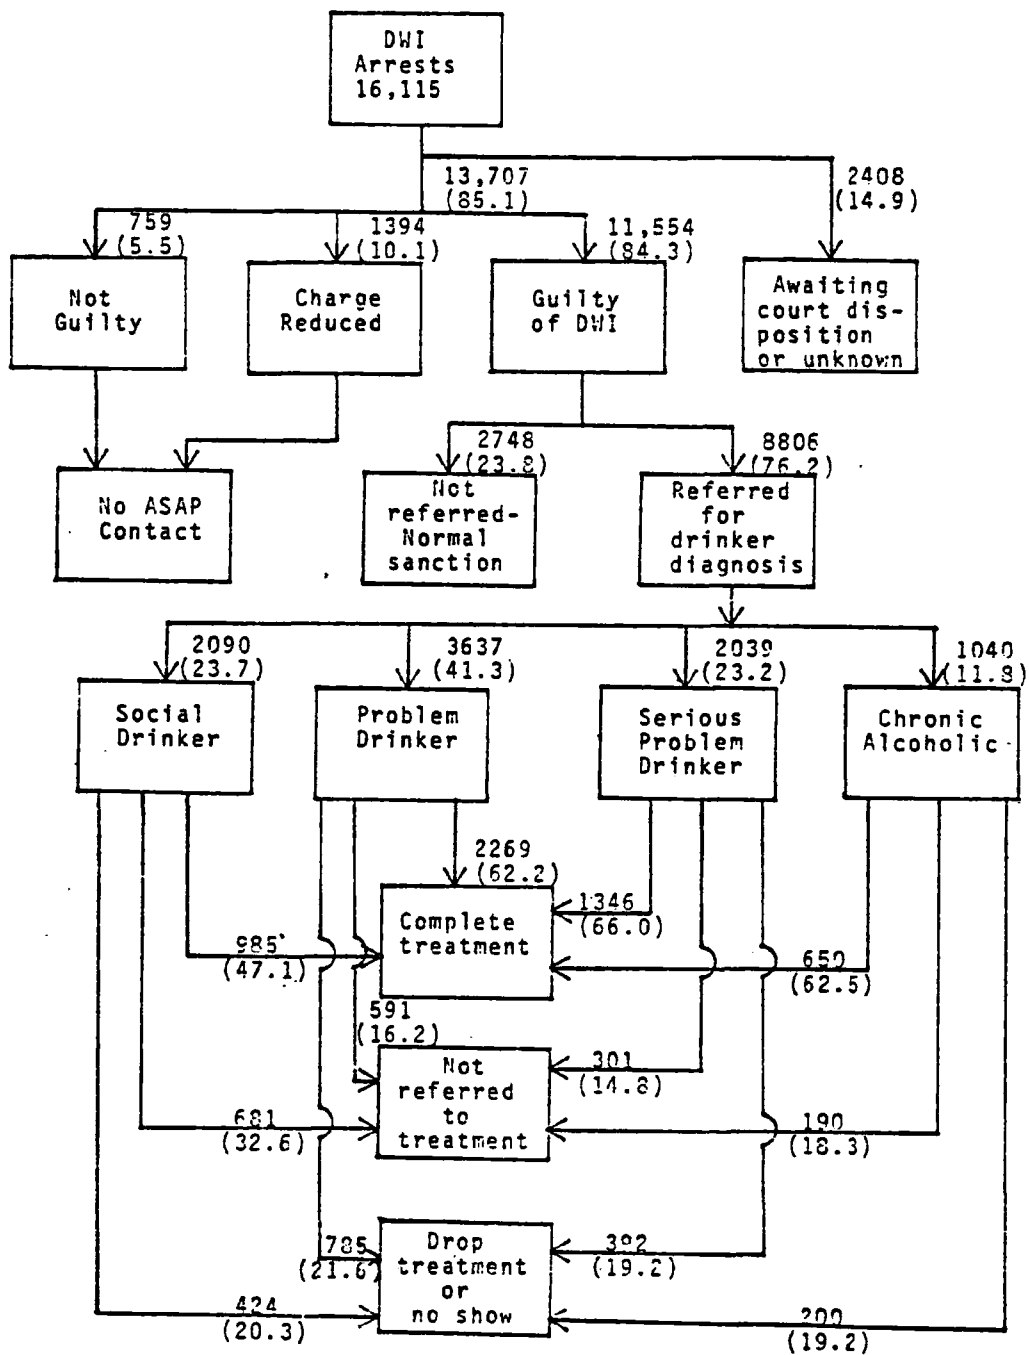 DWI
Arrests
16,115
13,707
(85.1)
2408
(14.9)
759
(5.5)
1394
(10.1)
11,554
(84.3)
Not
Guilty
Charge
Reduced
Guilty
of DWI
Awaiting
court dis-
position
or unknown
2748
(23.8)
8806
(76.2)
No ASAP
Contact
Not
referred-
Normal
sanction
Referred
for
drinker
diagnosis
2090
(23.7)
3637
(41.3)
2039
(23.2)
1040
(11.8)
Social
Drinker
Problem
Drinker
Serious
Problem
Drinker
Chronic
Alcoholic
2269
(62.2)
1346
(66.0)
985
(47.1)
650
(62.5)
Complete
treatment
591
(16.2)
301
(14.8)
681
(32.6)
190
(18.3)
Not
referred
to
treatment
785
(21.6)
392
(19.2)
424
(20.3)
200
(19.2)
Drop
treatment
or
no show